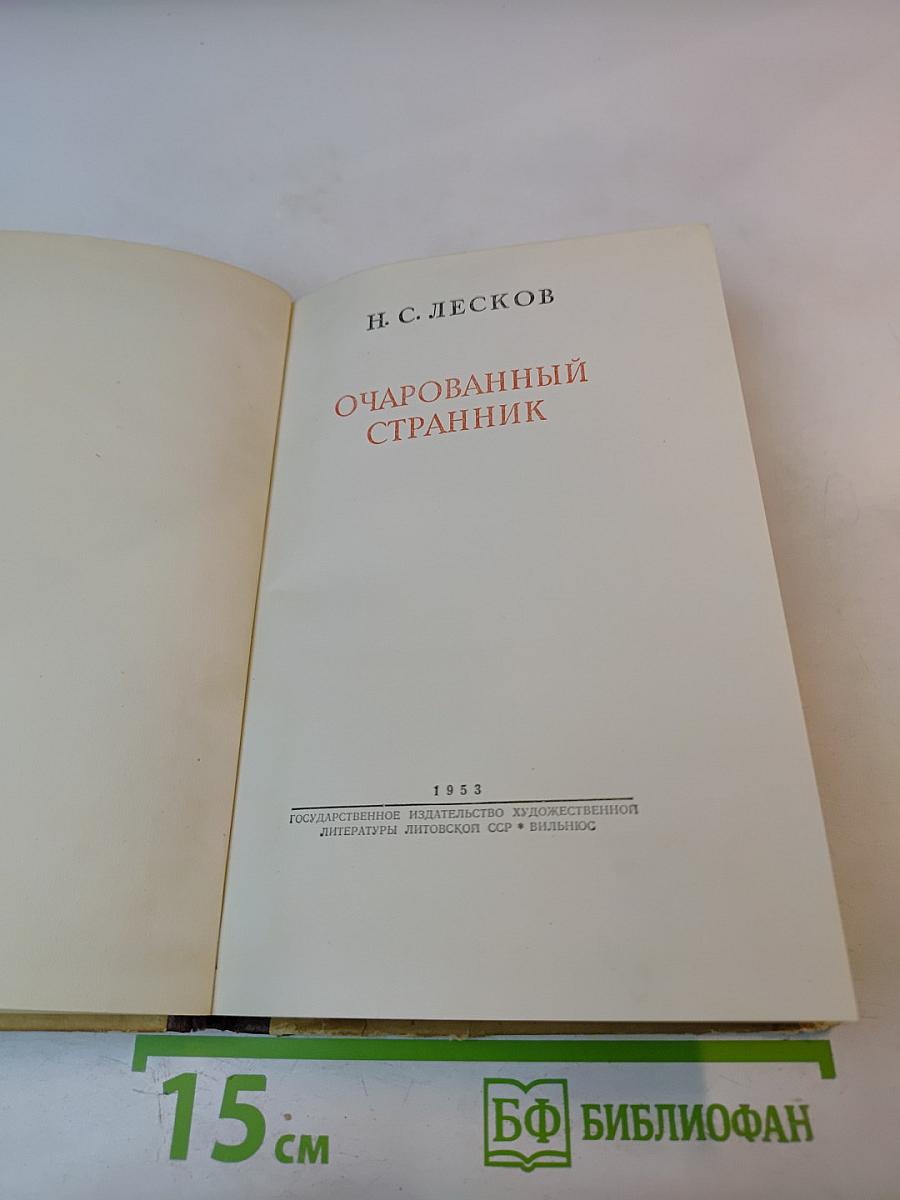 Н. С. ЛЕСКОВ
ОЧАРОВАННЫЙ
СТРАННИК
1953
ГОСУДАРСТВЕННОЕ ИЗДАТЕЛЬСТВО ХУДОЖЕСТВЕННОЙ
ЛИТЕРАТУРЫ ЛИТОВСКОЙ ССР * ВИЛЬНЮС
15 см
БФ БИБЛИОФАН